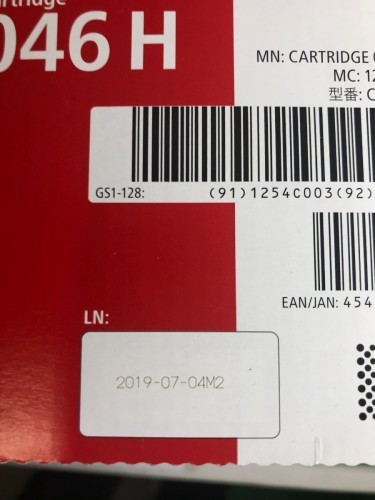 046 H
MN: CARTRIDGE
MC: 12
型番: C
GS1-128:
(91)1254C003(92)
EAN/JAN: 454
LN:
2019-07-04M2